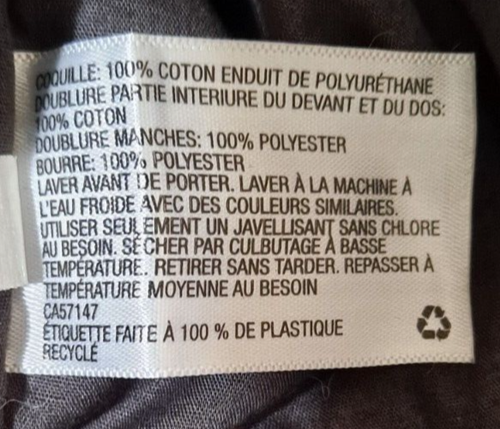 COQUILLE: 100% COTON ENDUIT DE POLYURÉTHANE
DOUBLURE PARTIE INTERIURE DU DEVANT ET DU DOS:
100% COTON
DOUBLURE MANCHES: 100% POLYESTER
BOURRE: 100% POLYESTER
LAVER AVANT DE PORTER. LAVER À LA MACHINE À
L'EAU FROIDE AVEC DES COULEURS SIMILAIRES.
UTILISER SEULEMENT UN JAVELLISANT SANS CHLORE
AU BESOIN. SÉCHER PAR CULBUTAGE À BASSE
TEMPÉRATURE. RETIRER SANS TARDER. REPASSER À
TEMPÉRATURE MOYENNE AU BESOIN
CA57147
ÉTIQUETTE FAITE À 100 % DE PLASTIQUE
RECYCLÉ